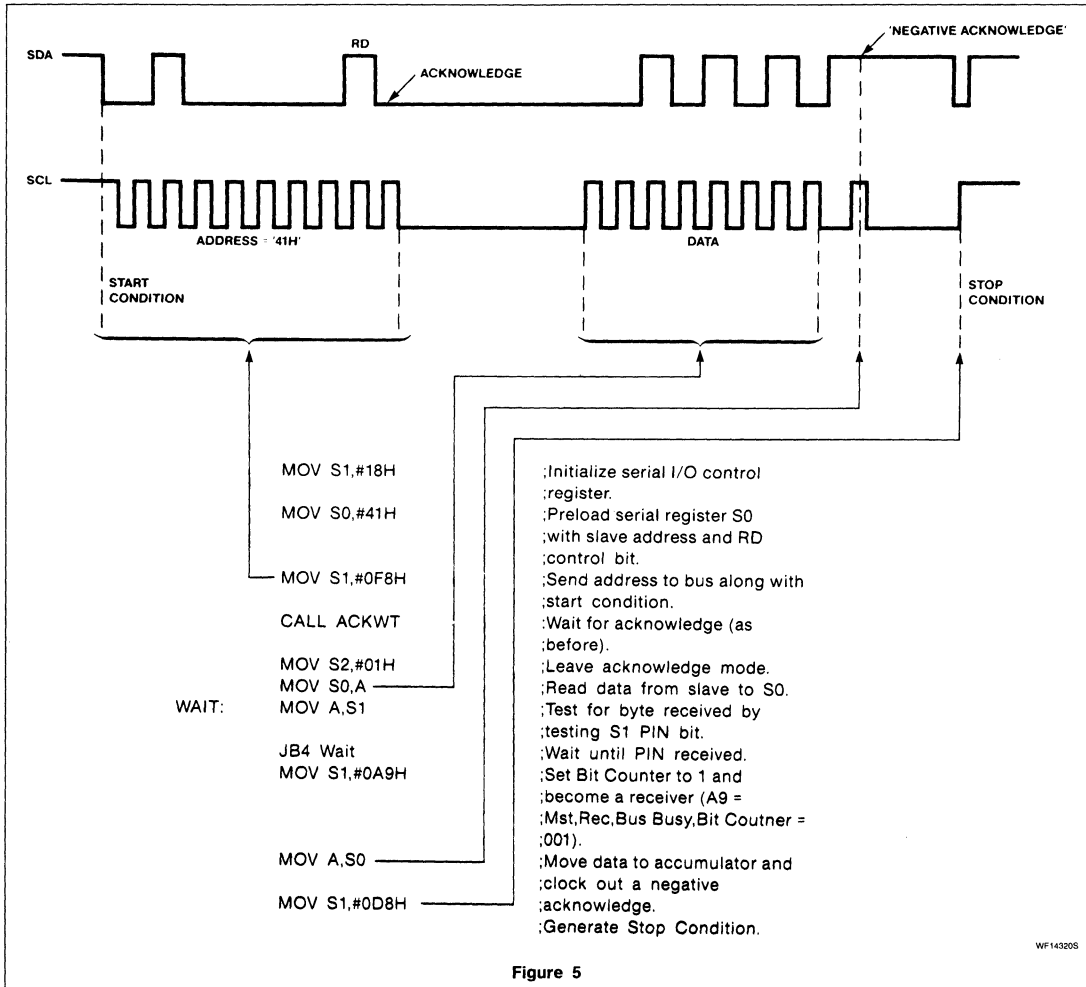 'NEGATIVE ACKNOWLEDGE'
RD
SDA
ACKNOWLEDGE
SCL
ADDRESS = '41H'
DATA
START
CONDITION
STOP
CONDITION
MOV S1,#18H ;Initialize serial I/O control
;register.
MOV S0,#41H ;Preload serial register S0
;with slave address and RD
;control bit.
MOV S1,#0F8H ;Send address to bus along with
;start condition.
CALL ACKWT :Wait for acknowledge (as
;before).
MOV S2,#01H ;Leave acknowledge mode.
MOV S0,A ;Read data from slave to S0.
WAIT: MOV A,S1 ;Test for byte received by
;testing S1 PIN bit.
JB4 Wait ;Wait until PIN received.
MOV S1,#0A9H ;Set Bit Counter to 1 and
;become a receiver (A9 =
;Mst,Rec,Bus Busy,Bit Coutner =
;001).
MOV A,S0 ;Move data to accumulator and
;clock out a negative
;acknowledge.
MOV S1,#0D8H ;Generate Stop Condition.
WF14320S
Figure 5